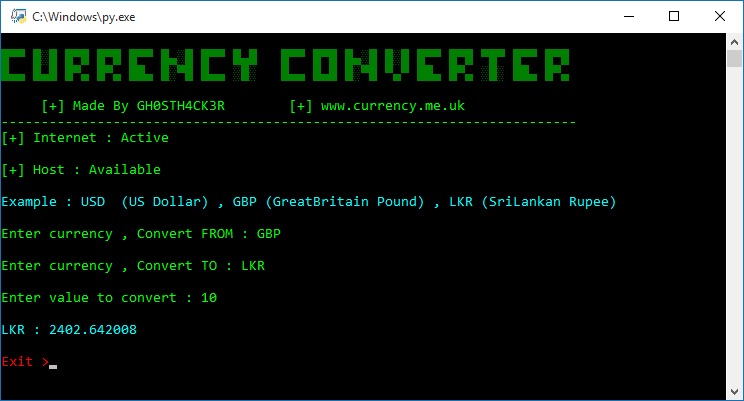 C:\Windows\py.exe
CURRENCY CONVERTER
[+] Made By GH0STH4CK3R [+] www.currency.me.uk
------------------------------------------------------------------------
[+] Internet : Active
[+] Host : Available
Example : USD (US Dollar) , GBP (GreatBritain Pound) , LKR (SriLankan Rupee)
Enter currency , Convert FROM : GBP
Enter currency , Convert TO : LKR
Enter value to convert : 10
LKR : 2402.642008
Exit >